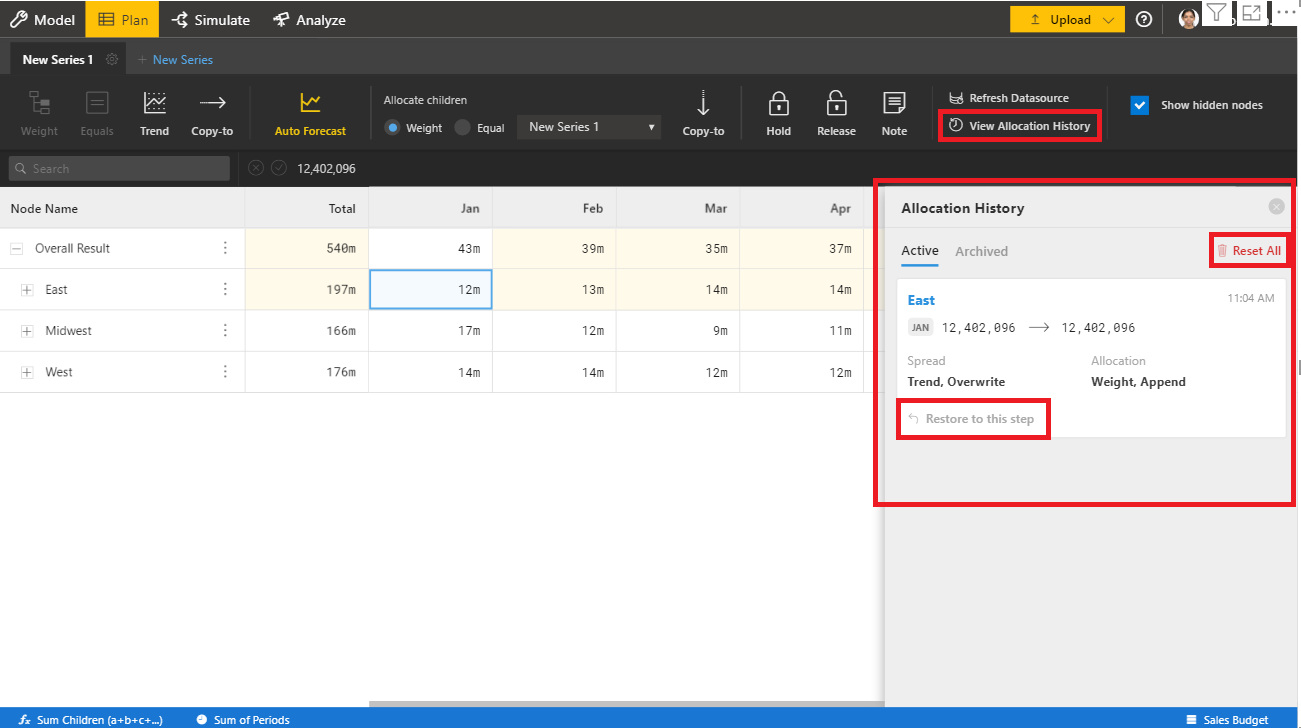 Model Plan Simulate Analyze Upload
New Series 1 + New Series
Weight Equals Trend Copy-to Auto Forecast
Allocate children
Weight Equal New Series 1
Copy-to Hold Release Note
Refresh Datasource
View Allocation History
Show hidden nodes
Search 12,402,096
Node Name Total Jan Feb Mar Apr
Overall Result 540m 43m 39m 35m 37m
East 197m 12m 13m 14m 14m
Midwest 166m 17m 12m 9m 11m
West 176m 14m 14m 12m 12m
Allocation History
Active Archived Reset All
East 11:04 AM
JAN 12,402,096 → 12,402,096
Spread Allocation
Trend, Overwrite Weight, Append
Restore to this step
fx Sum Children (a+b+c+...) Sum of Periods Sales Budget